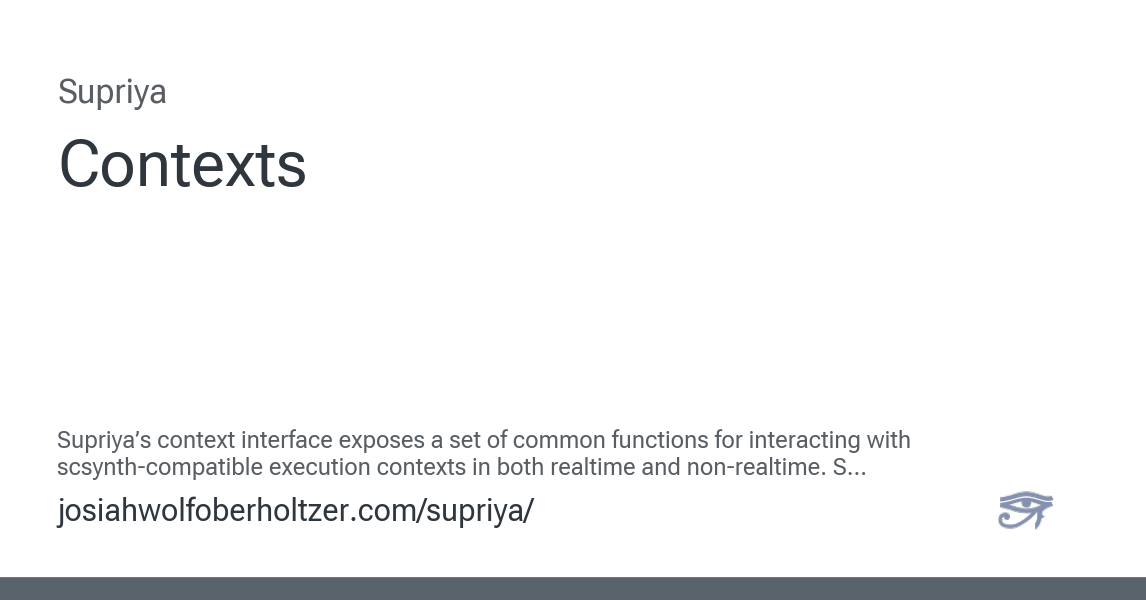 Supriya
Contexts
Supriya’s context interface exposes a set of common functions for interacting with
scsynth-compatible execution contexts in both realtime and non-realtime. S...
josiahwolfoberholtzer.com/supriya/